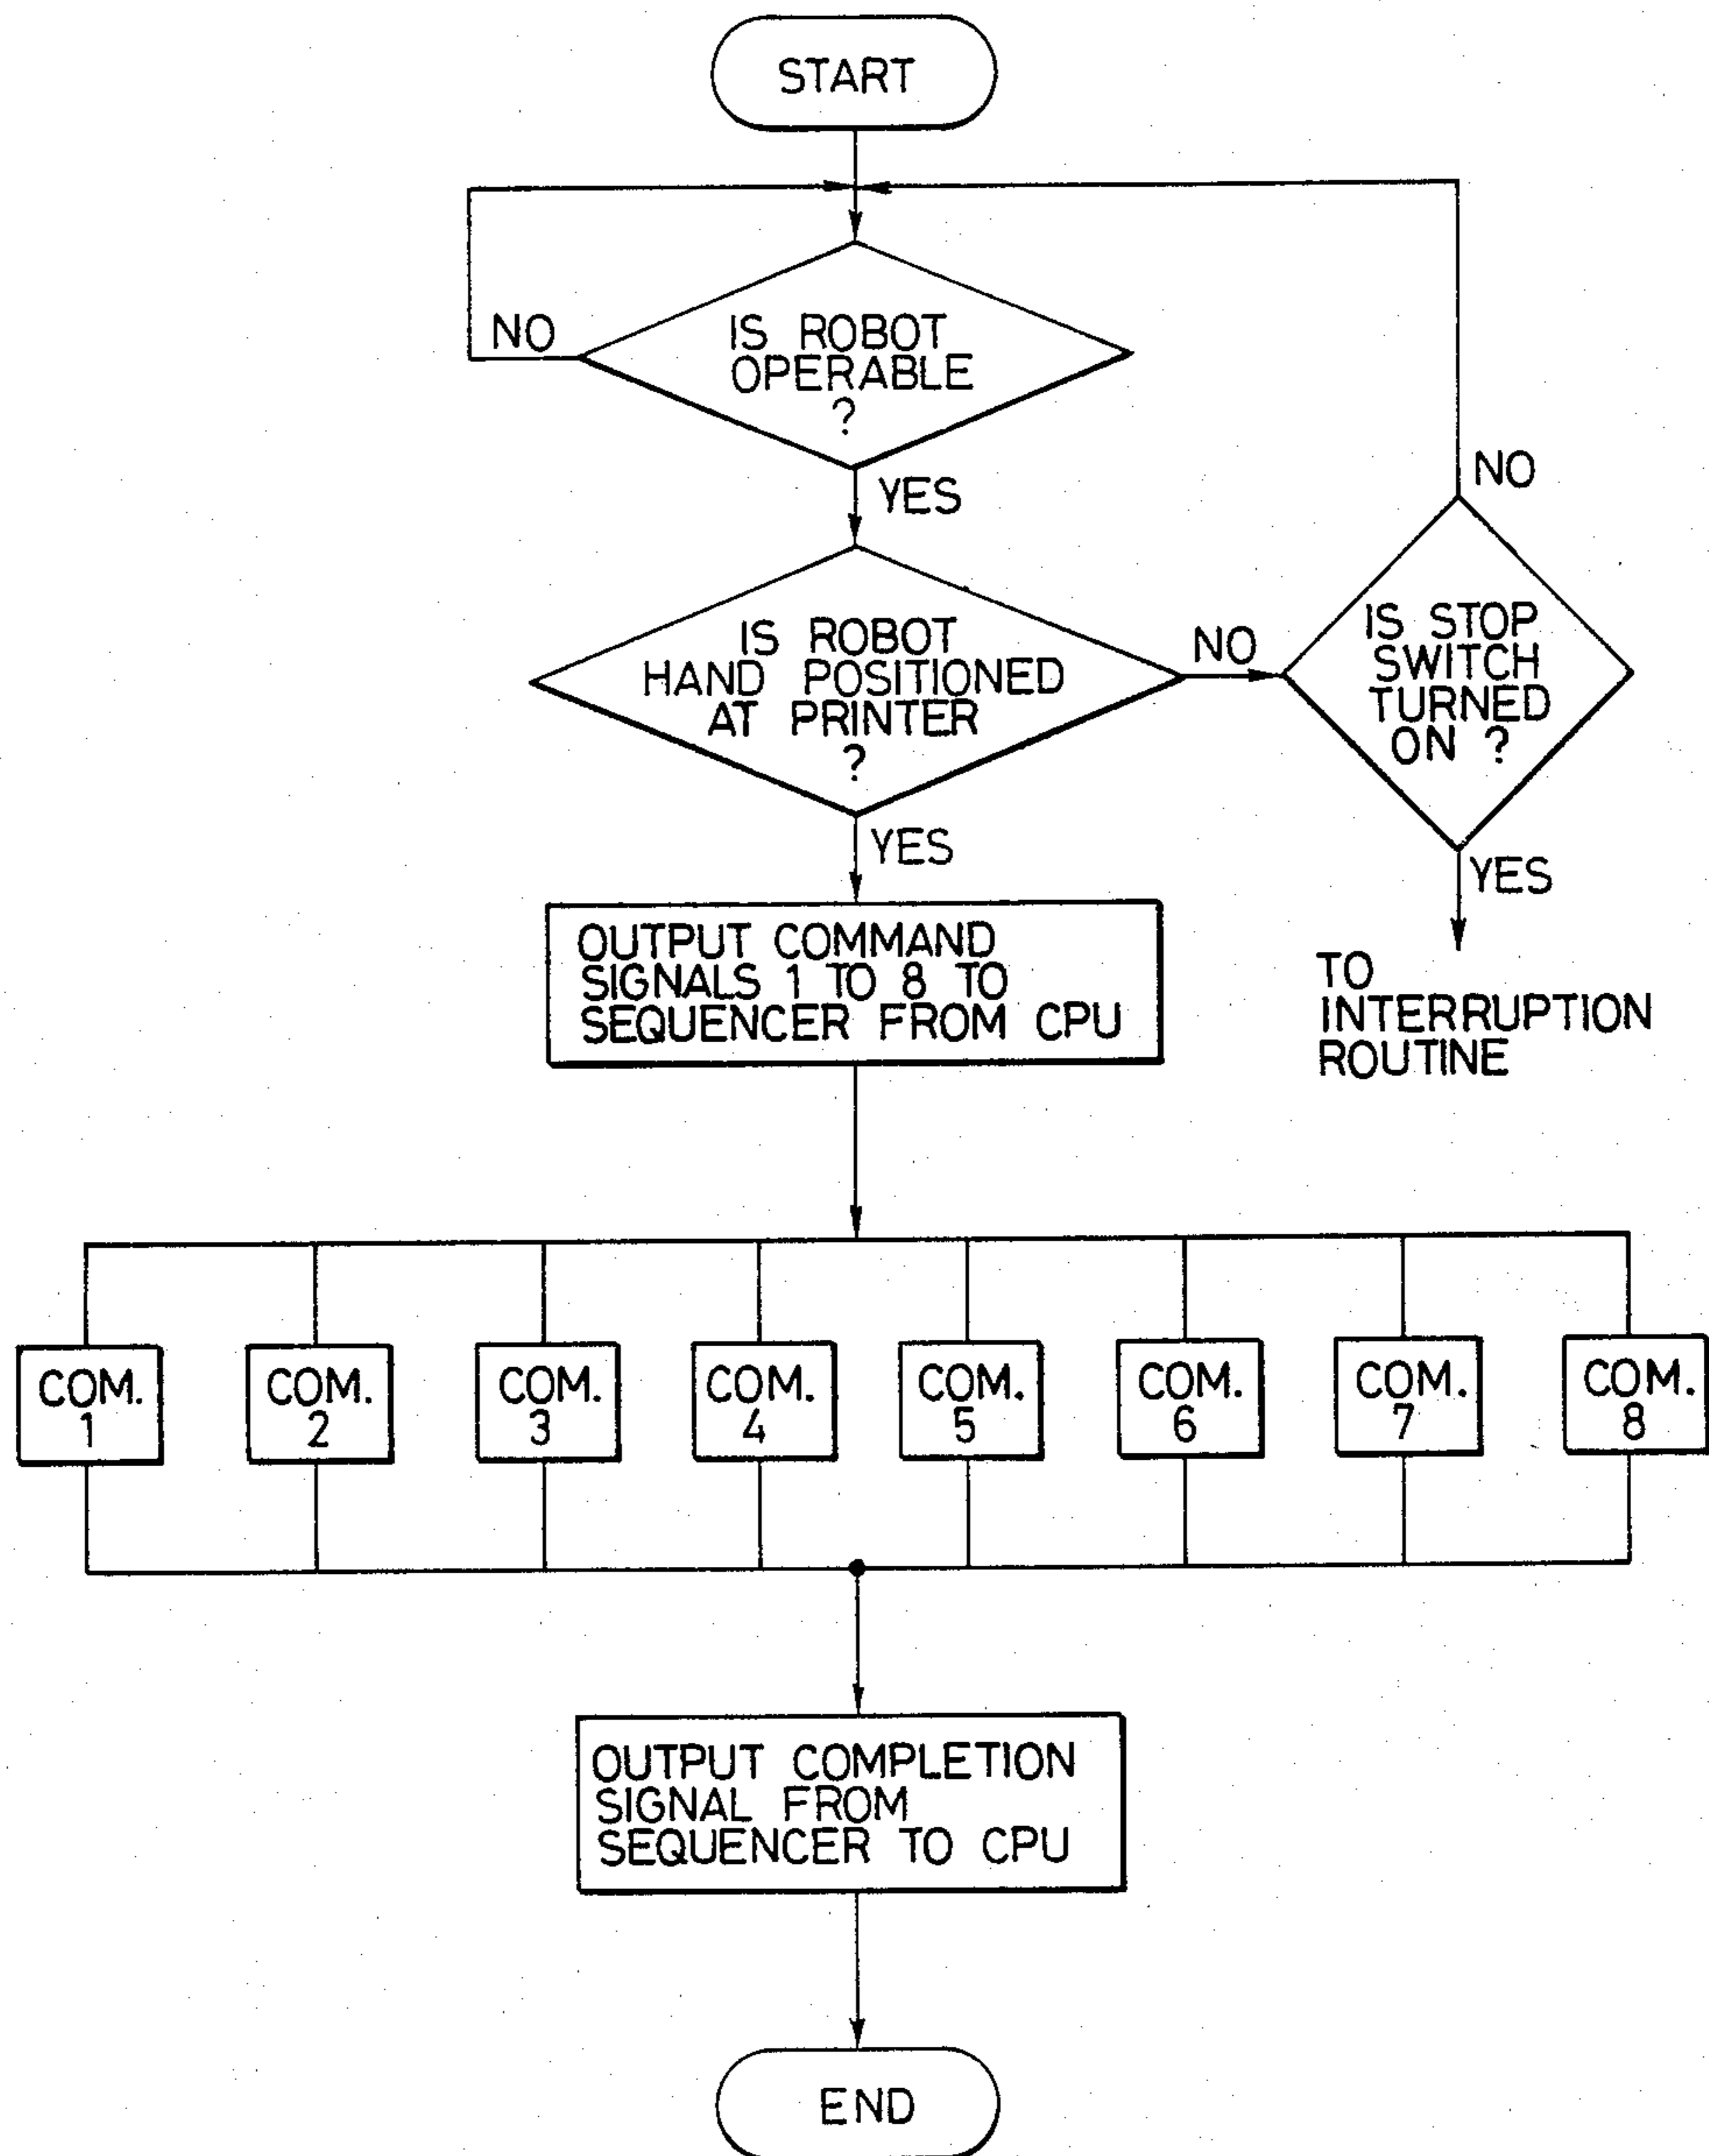 START
NO
IS ROBOT
OPERABLE
?
YES
NO
IS ROBOT
HAND POSITIONED
AT PRINTER
?
NO
IS STOP
SWITCH
TURNED
ON ?
YES
YES
OUTPUT COMMAND
SIGNALS 1 TO 8 TO
SEQUENCER FROM CPU
TO
INTERRUPTION
ROUTINE
COM.
1
COM.
2
COM.
3
COM.
4
COM.
5
COM.
6
COM.
7
COM.
8
OUTPUT COMPLETION
SIGNAL FROM
SEQUENCER TO CPU
END